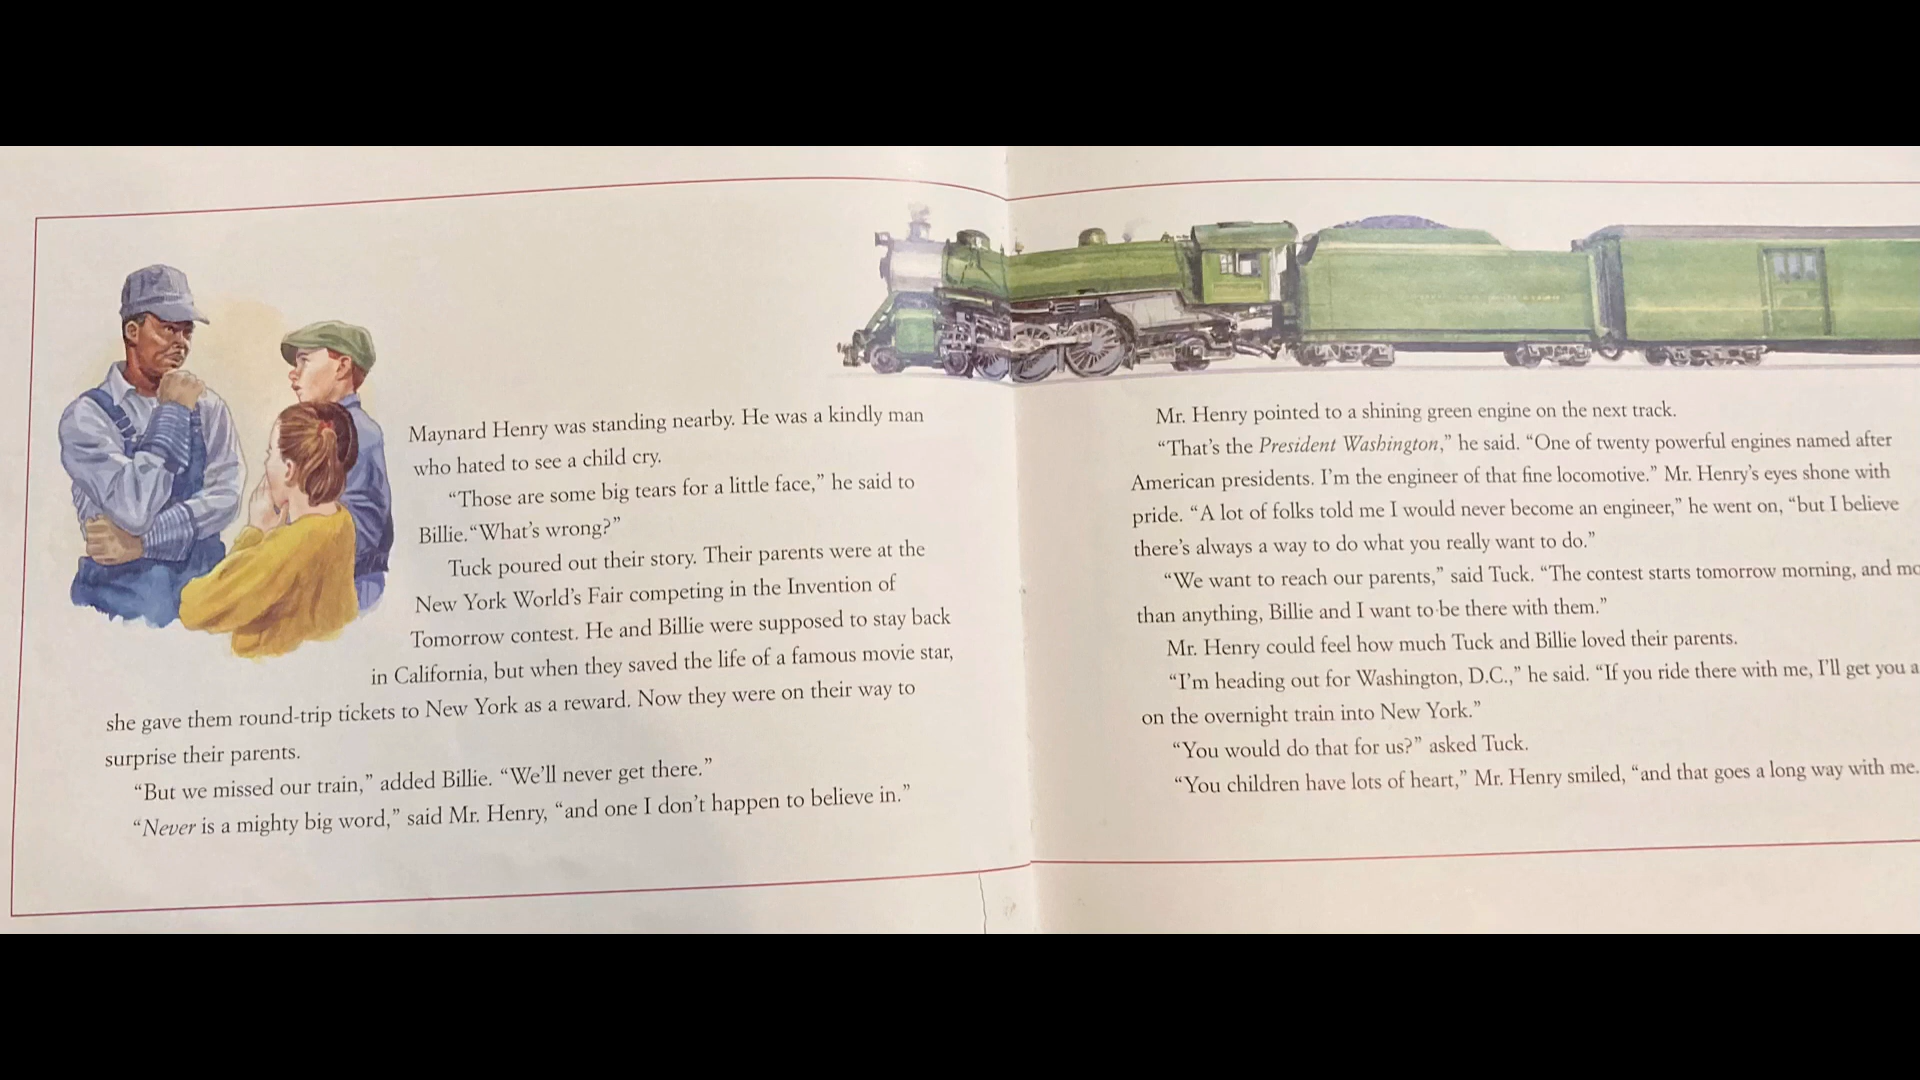 Maynard Henry was standing nearby. He was a kindly man
who hated to see a child cry.
“Those are some big tears for a little face,” he said to
Billie. “What’s wrong?”
Tuck poured out their story. Their parents were at the
New York World’s Fair competing in the Invention of
Tomorrow contest. He and Billie were supposed to stay back
in California, but when they saved the life of a famous movie star,
she gave them round-trip tickets to New York as a reward. Now they were on their way to
surprise their parents.
“But we missed our train,” added Billie. “We’ll never get there.”
“Never is a mighty big word,” said Mr. Henry, “and one I don’t happen to believe in.”
Mr. Henry pointed to a shining green engine on the next track.
“That’s the President Washington,” he said. “One of twenty powerful engines named after
American presidents. I’m the engineer of that fine locomotive.” Mr. Henry’s eyes shone with
pride. “A lot of folks told me I would never become an engineer,” he went on, “but I believe
there’s always a way to do what you really want to do.”
“We want to reach our parents,” said Tuck. “The contest starts tomorrow morning, and
than anything, Billie and I want to be there with them.”
Mr. Henry could feel how much Tuck and Billie loved their parents.
“I’m heading out for Washington, D.C.,” he said. “If you ride there with me, I’ll get you
on the overnight train into New York.”
“You would do that for us?” asked Tuck.
“You children have lots of heart,” Mr. Henry smiled, “and that goes a long way with me.